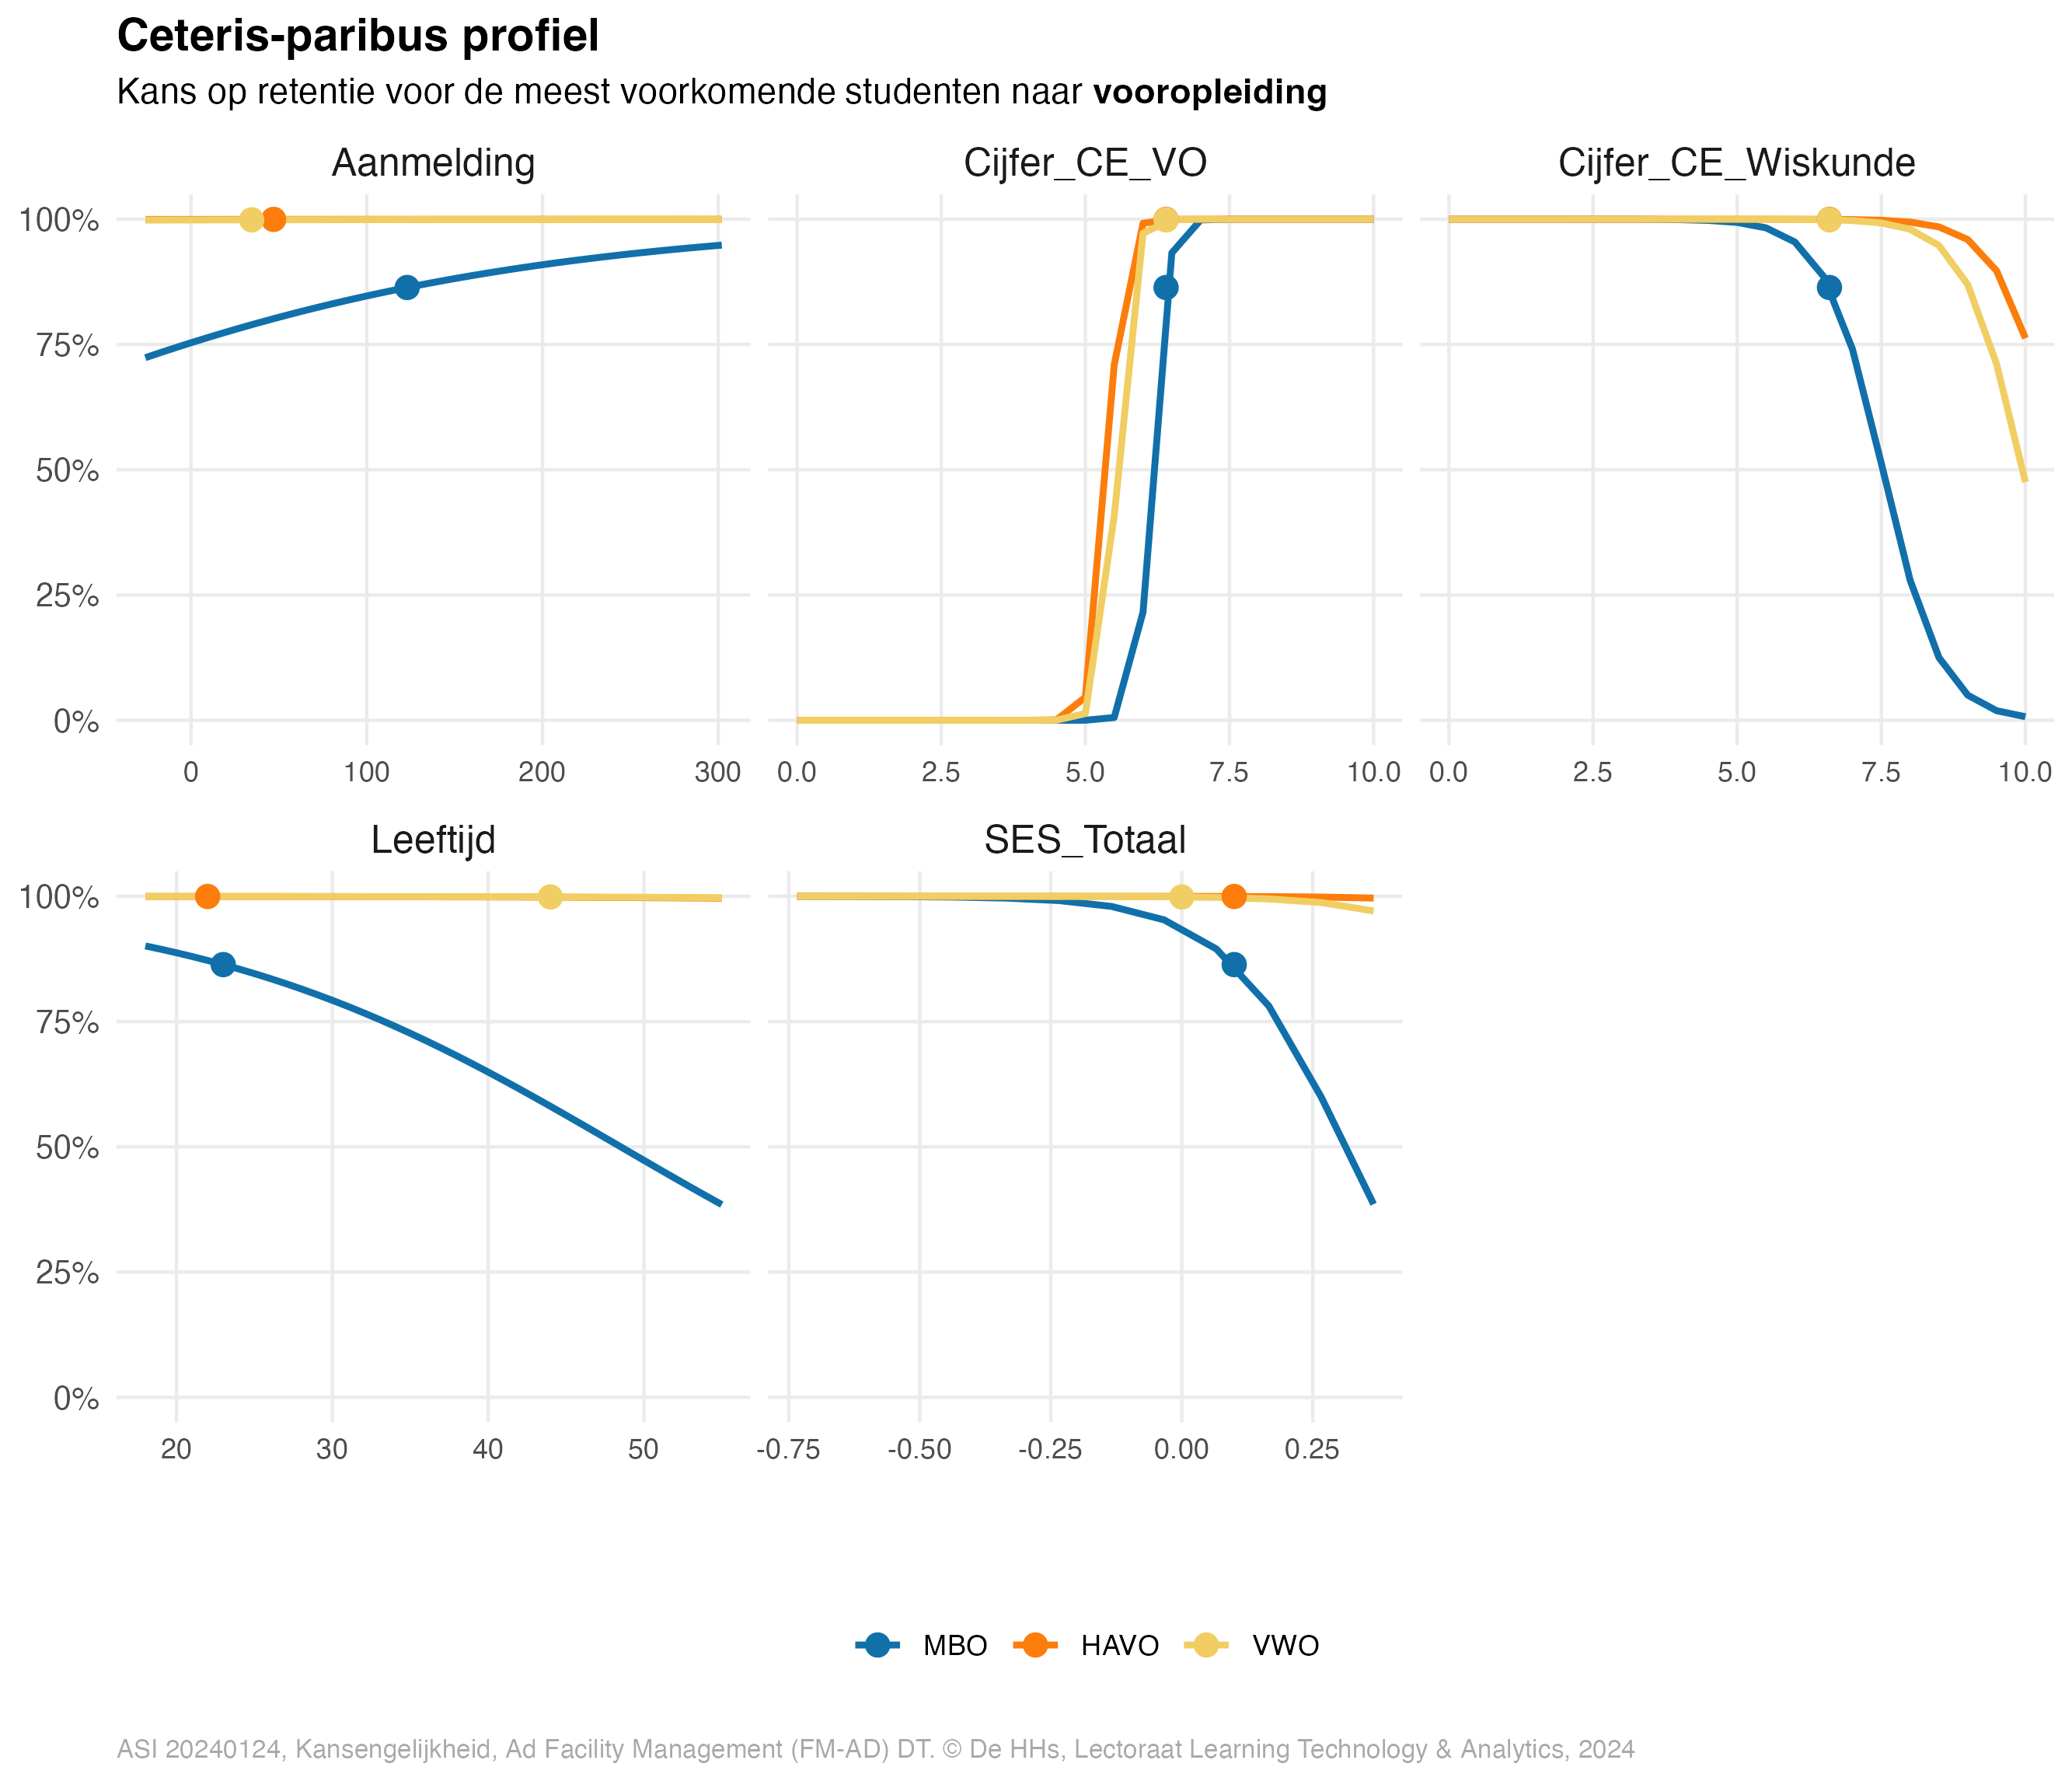 Ceteris-paribus profiel
Kans op retentie voor de meest voorkomende studenten naar vooropleiding
Aanmelding
Cijfer_CE_VO
Cijfer_CE_Wiskunde
100%
75%
50%
25%
0%
0 100 200 300
0.0 2.5 5.0 7.5 10.0
0.0 2.5 5.0 7.5 10.0
Leeftijd
SES_Totaal
100%
75%
50%
25%
0%
20 30 40 50
-0.75 -0.50 -0.25 0.00 0.25
MBO HAVO VWO
ASI 20240124, Kansengelijkheid, Ad Facility Management (FM-AD) DT. © De HHs, Lectoraat Learning Technology & Analytics, 2024